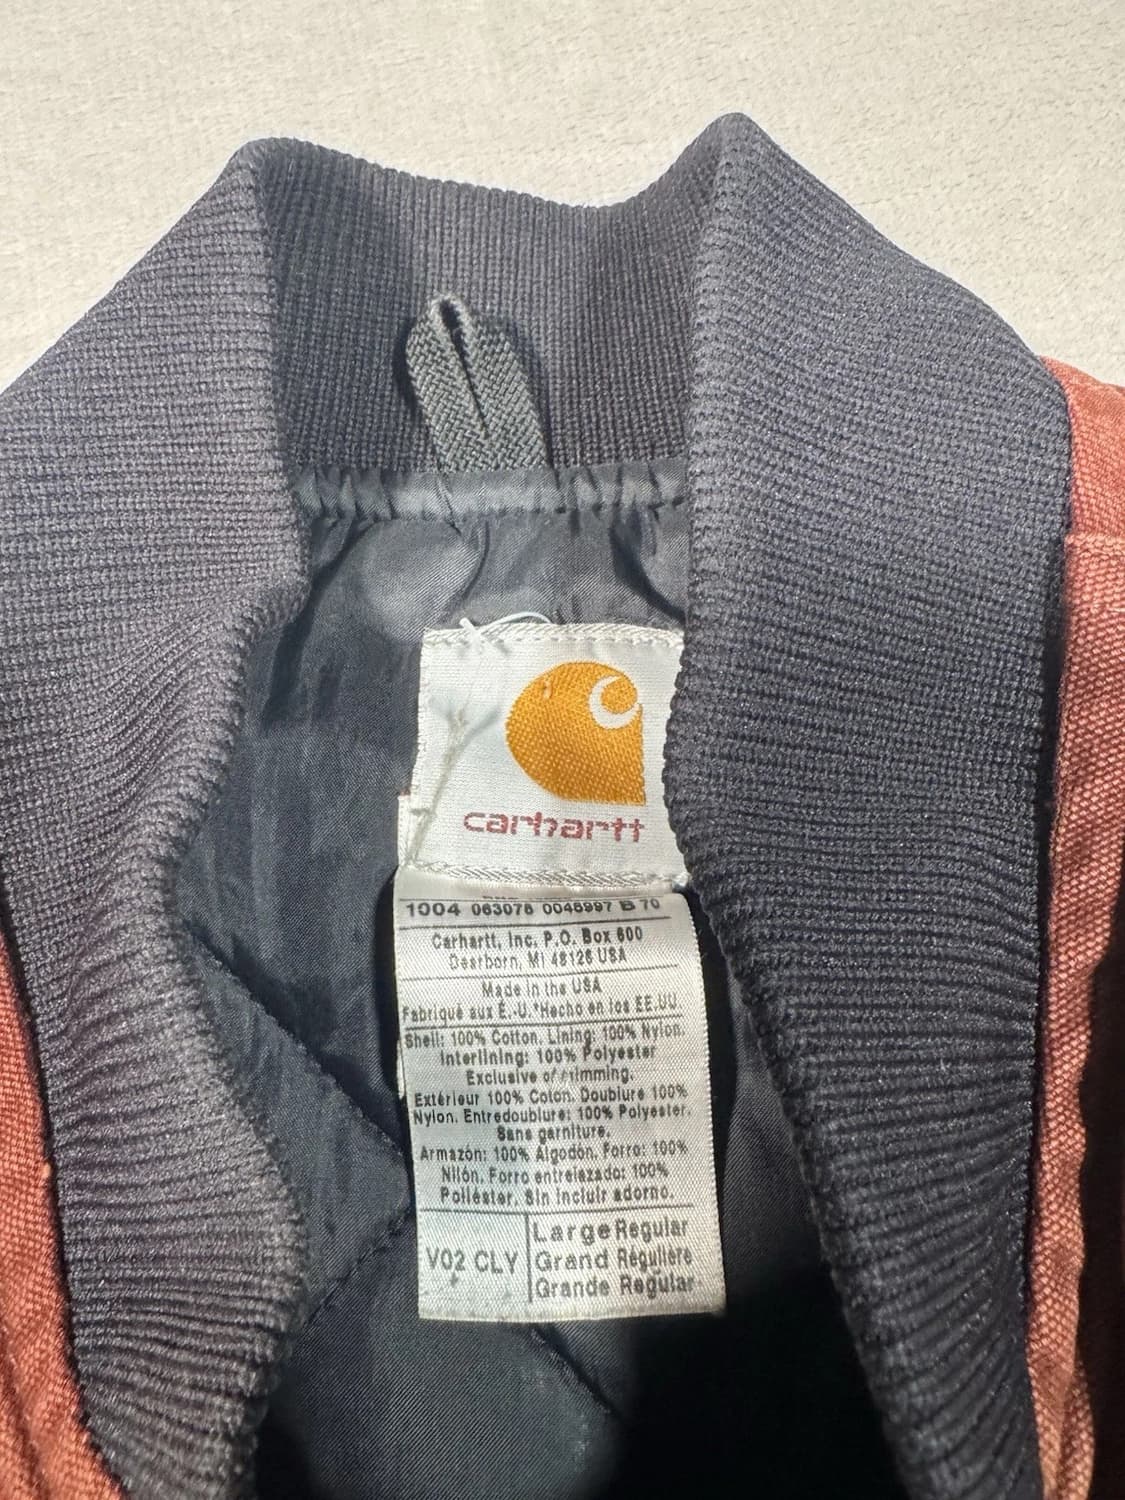 carhartt
1004 063078 0048997 B 70
Carhartt, Inc. P.O. Box 600
Dearborn, MI 48126 USA
Made in the USA
Fabriqué aux É.-U.*Hecho en los EE.UU.
Shell: 100% Cotton. Lining: 100% Nylon.
Interlining: 100% Polyester
Exclusive of trimming.
Extérieur 100% Coton. Doublure 100%
Nylon. Entredoublure: 100% Polyester.
Sans garniture.
Armazón: 100% Algodón. Forro: 100%
Nilón. Forro entrelazado: 100%
Poliéster. Sin incluir adorno.
V02 CLY
Large Regular
Grand Régulière
Grande Regular